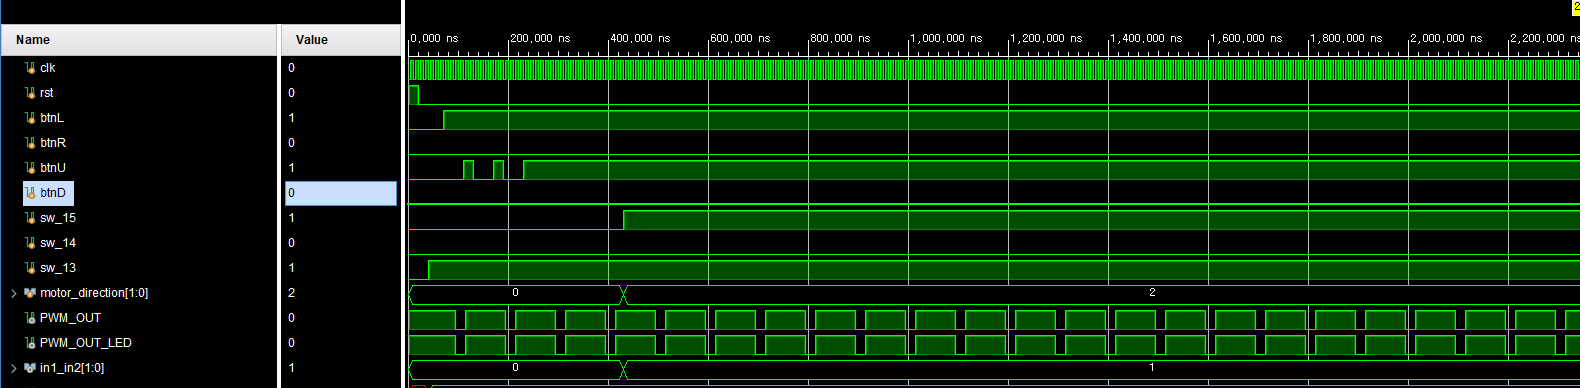 2
Name Value
0,000 ns 200,000 ns 400,000 ns 600,000 ns 800,000 ns 1,000,000 ns 1,200,000 ns 1,400,000 ns 1,600,000 ns 1,800,000 ns 2,000,000 ns 2,200,000 ns
clk 0
rst 0
btnL 1
btnR 0
btnU 1
btnD 0
sw_15 1
sw_14 0
sw_13 1
motor_direction[1:0] 2 0 2
PWM_OUT 0
PWM_OUT_LED 0
in1_in2[1:0] 1 0 1